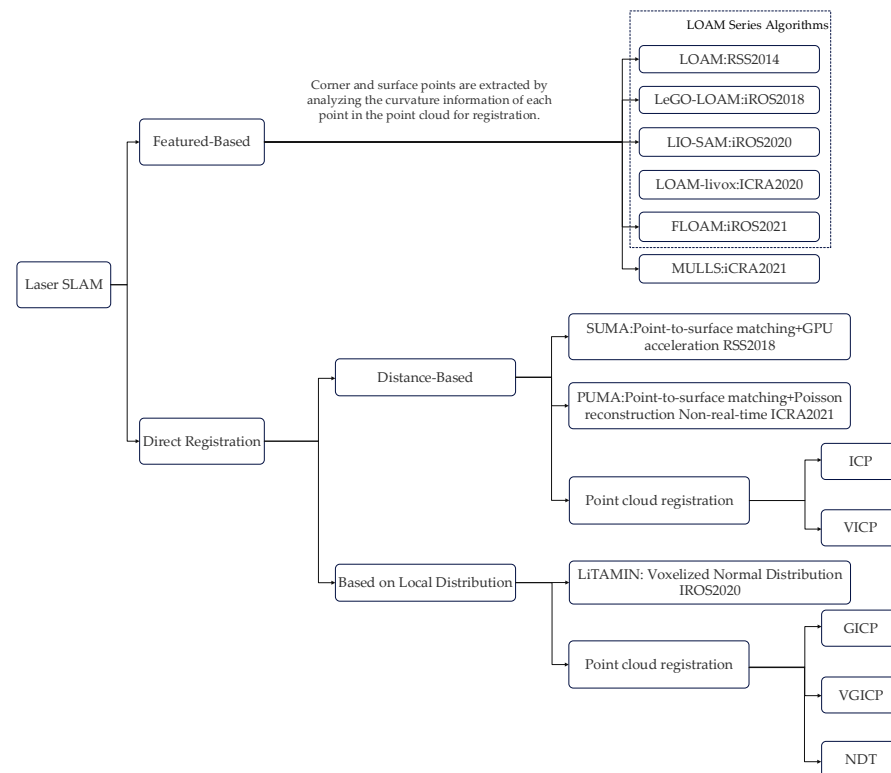 LOAM Series Algorithms
LOAM:RSS2014
Corner and surface points are extracted by
analyzing the curvature information of each
point in the point cloud for registration.
LeGO-LOAM:iROS2018
Featured-Based
LIO-SAM:iROS2020
LOAM-livox:ICRA2020
FLOAM:iROS2021
MULLS:iCRA2021
Laser SLAM
SUMA:Point-to-surface matching+GPU
acceleration RSS2018
Distance-Based
PUMA:Point-to-surface matching+Poisson
reconstruction Non-real-time ICRA2021
Direct Registration
ICP
Point cloud registration
VICP
Based on Local Distribution
LiTAMIN: Voxelized Normal Distribution
IROS2020
GICP
Point cloud registration
VGICP
NDT